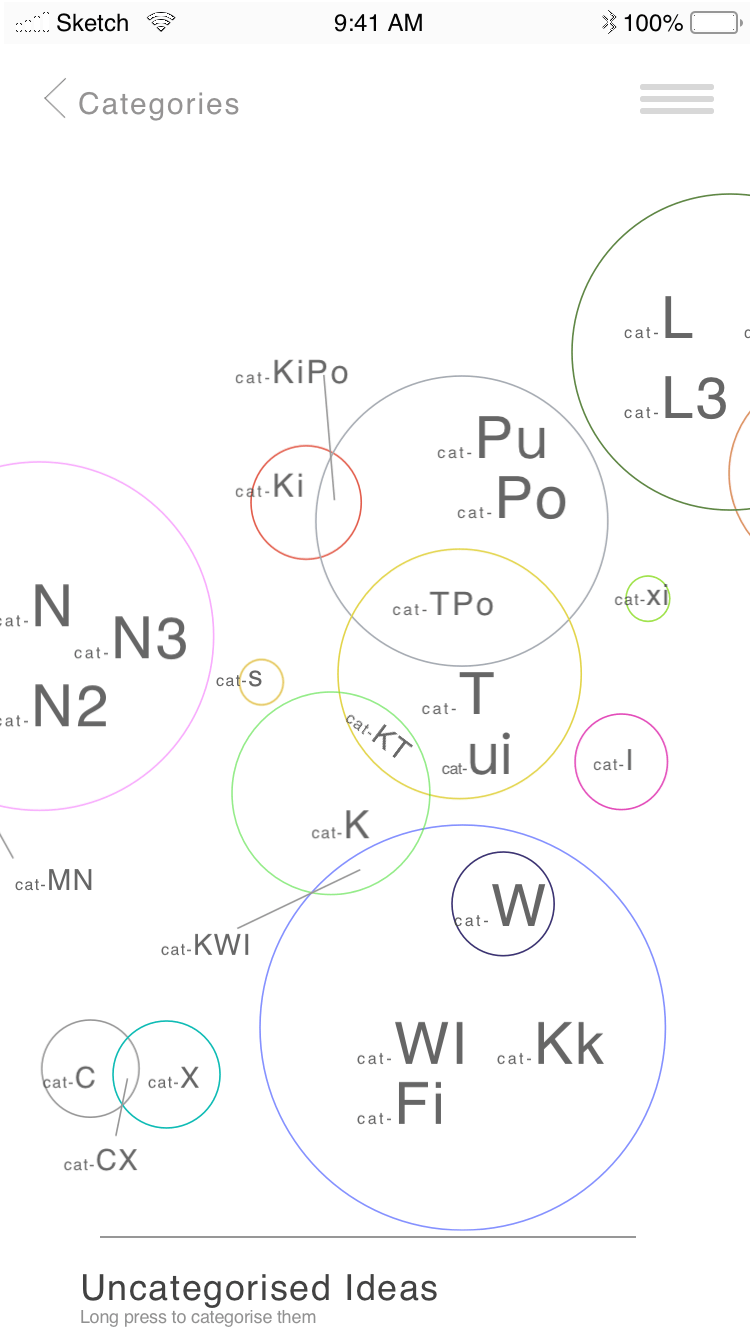 Sketch 9:41 AM 100%
Categories
cat-L
cat-L3
cat-KiPo
cat-Pu
cat-Ki
cat-Po
cat-TPo
cat-xi
cat-N
cat-N3
cat-S
cat-T
cat-N2
cat-KT
cat-ui
cat-I
cat-K
cat-MN
cat-W
cat-KWI
cat-WI cat-Kk
cat-C cat-X
cat-Fi
cat-CX
Uncategorised Ideas
Long press to categorise them